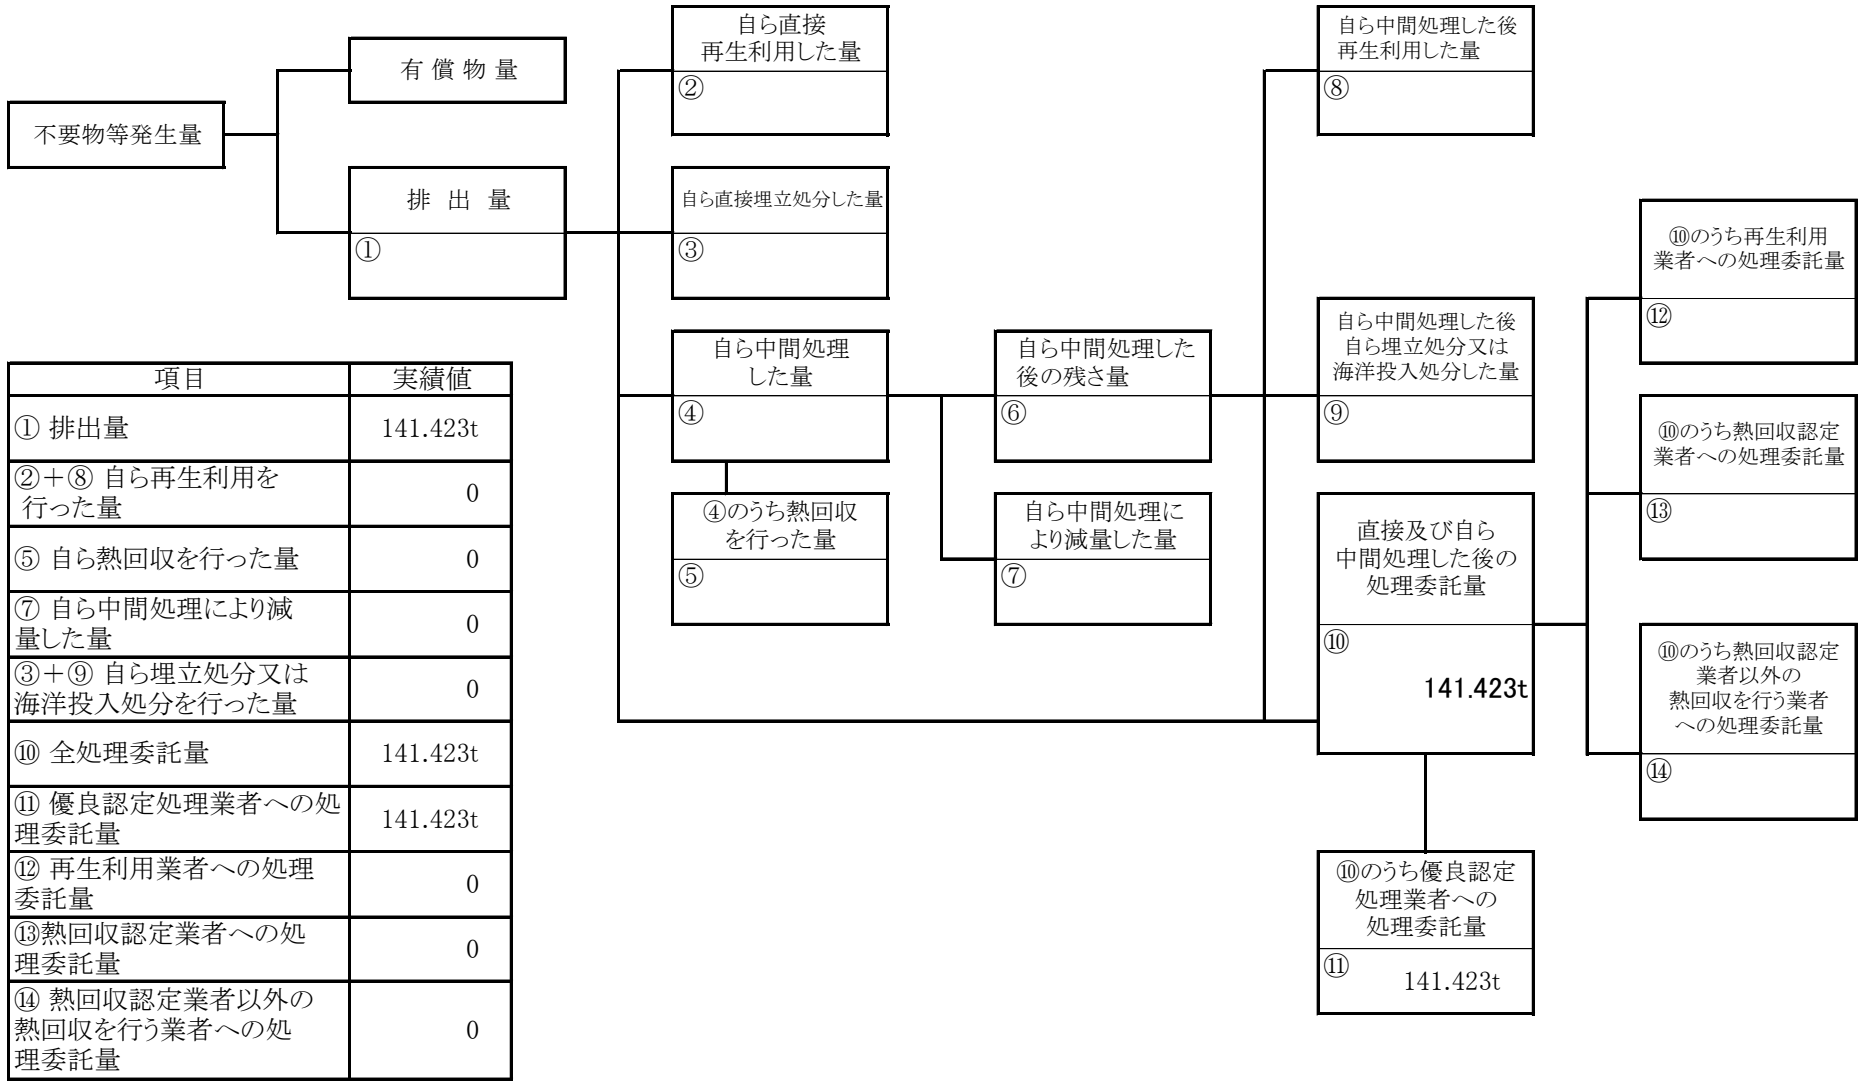 不要物等発生量
有 償 物 量
排 出 量
①
自ら直接
再生利用した量
②
自ら直接埋立処分した量
③
自ら中間処理
した量
④
④のうち熱回収
を行った量
⑤
自ら中間処理した
後の残さ量
⑥
自ら中間処理に
より減量した量
⑦
自ら中間処理した後
再生利用した量
⑧
自ら中間処理した後
自ら埋立処分又は
海洋投入処分した量
⑨
直接及び自ら
中間処理した後の
処理委託量
⑩
141.423t
⑩のうち優良認定
処理業者への
処理委託量
⑪ 141.423t
⑩のうち再生利用
業者への処理委託量
⑫
⑩のうち熱回収認定
業者への処理委託量
⑬
⑩のうち熱回収認定
業者以外の
熱回収を行う業者
への処理委託量
⑭
項目 実績値
① 排出量 141.423t
②+⑧ 自ら再生利用を
行った量 0
⑤ 自ら熱回収を行った量 0
⑦ 自ら中間処理により減
量した量 0
③+⑨ 自ら埋立処分又は
海洋投入処分を行った量 0
⑩ 全処理委託量 141.423t
⑪ 優良認定処理業者への処
理委託量 141.423t
⑫ 再生利用業者への処理
委託量 0
⑬熱回収認定業者への処
理委託量 0
⑭ 熱回収認定業者以外の
熱回収を行う業者への処
理委託量 0